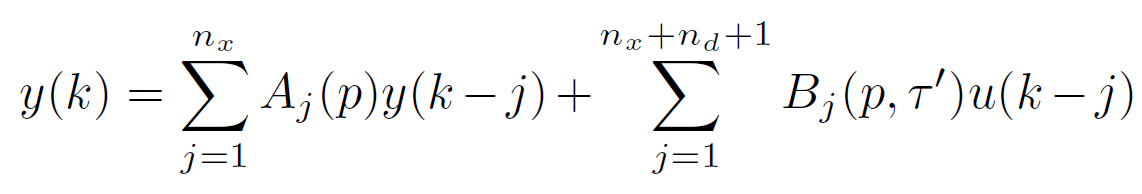 y(k) = \sum_{j=1}^{n_x} A_j(p)y(k-j) + \sum_{j=1}^{n_x+n_d+1} B_j(p, \tau')u(k-j)